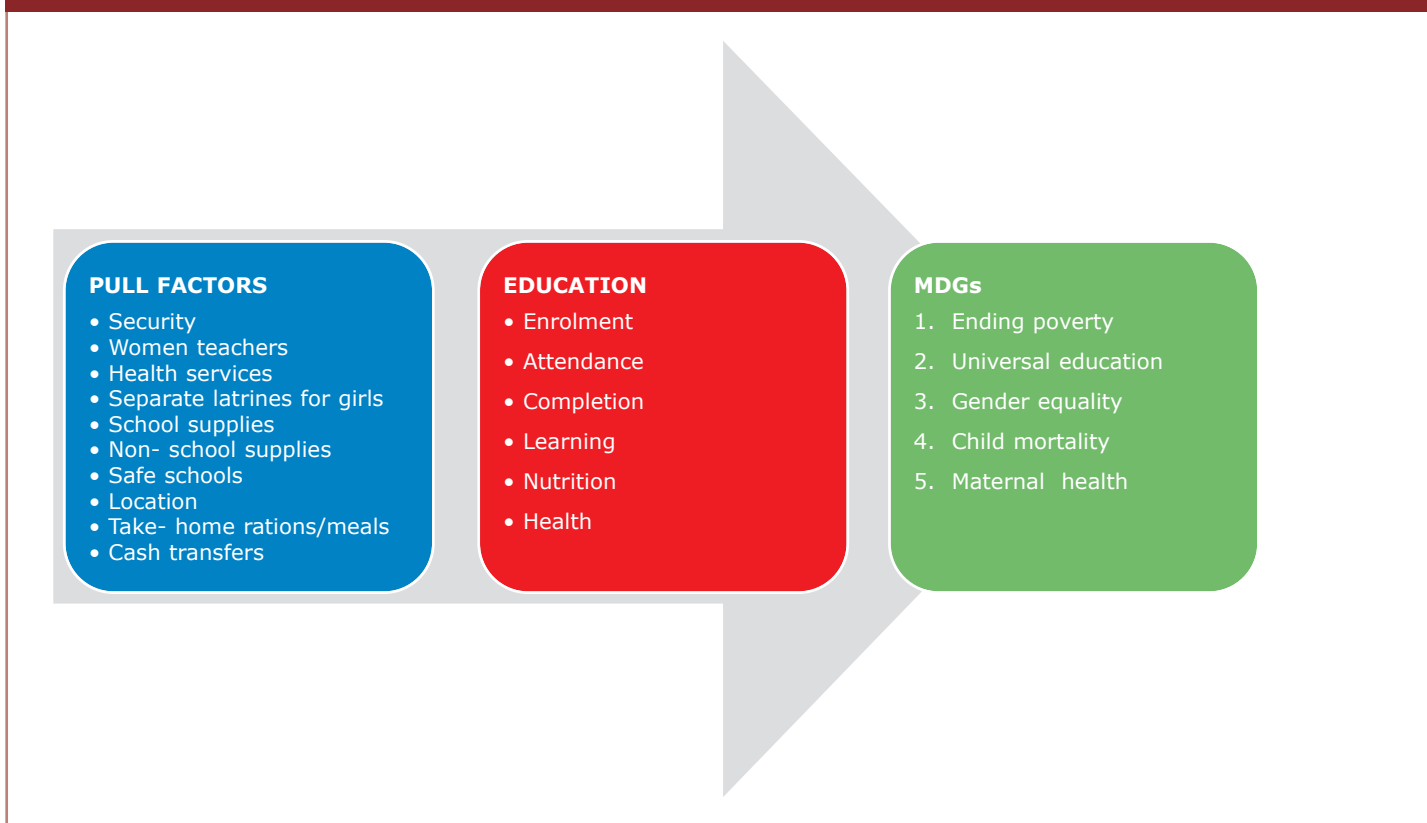 PULL FACTORS
• Security
• Women teachers
• Health services
• Separate latrines for girls
• School supplies
• Non- school supplies
• Safe schools
• Location
• Take- home rations/meals
• Cash transfers
EDUCATION
• Enrolment
• Attendance
• Completion
• Learning
• Nutrition
• Health
MDGs
1. Ending poverty
2. Universal education
3. Gender equality
4. Child mortality
5. Maternal health